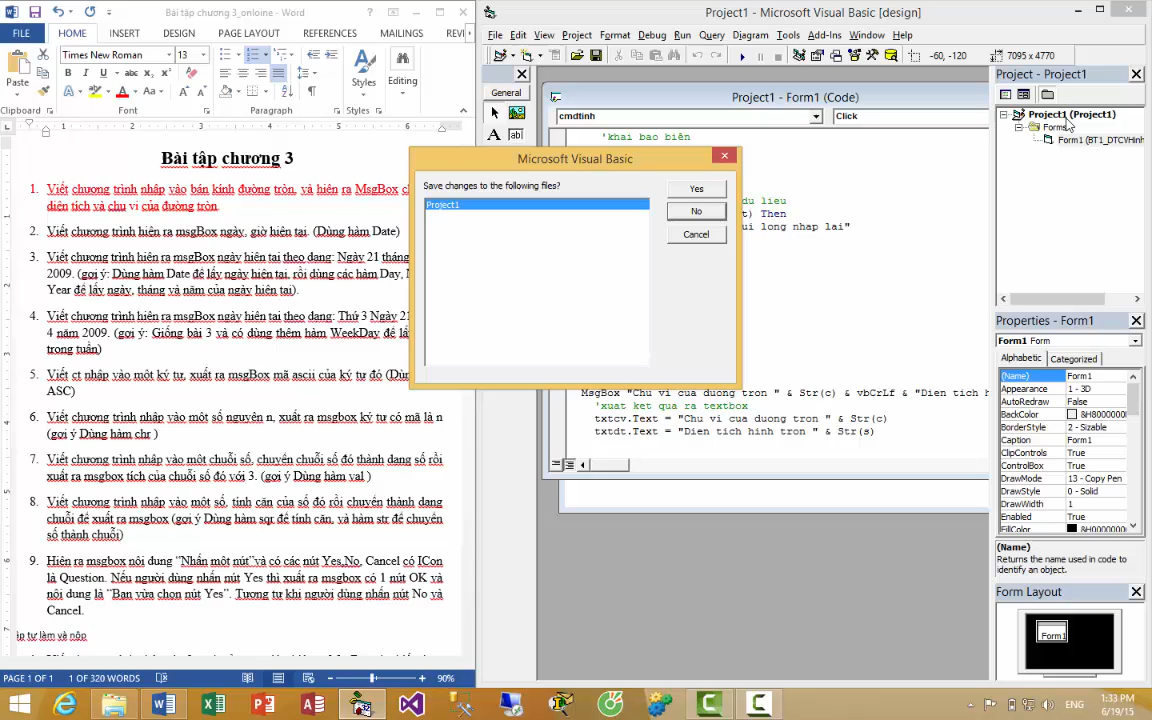 Bài tập chương 3_onloine - Word
FILE HOME INSERT DESIGN PAGE LAYOUT REFERENCES MAILINGS REVI
Times New Roman 13
Paste Styles Editing
Clipboard Font Paragraph Styles
Bài tập chương 3
1. Viết chương trình nhập vào bán kính đường tròn, và hiện ra MsgBox
diện tích và chu vi của đường tròn.
2. Viết chương trình hiện ra msgBox ngày, giờ hiện tại. (Dùng hàm Date)
3. Viết chương trình hiện ra msgBox ngày hiện tại theo dạng: Ngày 21 tháng
2009. (gợi ý: Dùng hàm Date để lấy ngày hiện tại, rồi dùng các hàm Day,
Year để lấy ngày, tháng và năm của ngày hiện tại).
4. Viết chương trình hiện ra msgBox ngày hiện tại theo dạng: Thứ 3 Ngày 21
4 năm 2009. (gợi ý: Giống bài 3 và có dùng thêm hàm WeekDay để
trong tuần)
5. Viết ct nhập vào một ký tự, xuất ra msgBox mã ascii của ký tự đó (Dùng
ASC)
6. Viết chương trình nhập vào một số nguyên n, xuất ra msgbox ký tự có mã là n
(gợi ý Dùng hàm chr )
7. Viết chương trình nhập vào một chuỗi số, chuyển chuỗi số đó thành dạng số rồi
xuất ra msgbox tích của chuỗi số đó với 3. (gợi ý Dùng hàm val )
8. Viết chương trình nhập vào một số, tính căn của số đó rồi chuyển thành dạng
chuỗi để xuất ra msgbox (gợi ý Dùng hàm sqr để tính căn, và hàm str để chuyển
số thành chuỗi)
9. Hiện ra msgbox nội dung “Nhấn một nút”và có các nút Yes,No, Cancel có ICon
là Question. Nếu người dùng nhấn nút Yes thì xuất ra msgbox có 1 nút OK và
nội dung là “Bạn vừa chọn nút Yes”. Tương tự khi người dùng nhấn nút No và
Cancel.
ập tự làm và nộp
PAGE 1 OF 1 1 OF 320 WORDS 90%
Project1 - Microsoft Visual Basic [design]
File Edit View Project Format Debug Run Query Diagram Tools Add-Ins Window Help
-60, -120 7095 x 4770
General
Project1 - Form1 (Code)
cmdtinh Click
'khai bao biên
du lieu
t) Then
ui long nhap lai"
MsgBox "Chu vi cua duong tron " & Str(c) & vbCrLf & "Dien tich h
'xuat ket qua ra textbox
txtcv.Text = "Chu vi cua duong tron " & Str(c)
txtdt.Text = "Dien tich hinh tron " & Str(s)
Microsoft Visual Basic
Save changes to the following files?
Project1
Yes
No
Cancel
Project - Project1
Project1 (Project1)
Forms
Form1 (BT1_DTCVHinh
Properties - Form1
Form1 Form
Alphabetic Categorized
(Name) Form1
Appearance 1 - 3D
AutoRedraw False
BackColor &H8000000
BorderStyle 2 - Sizable
Caption Form1
ClipControls True
ControlBox True
DrawMode 13 - Copy Pen
DrawStyle 0 - Solid
DrawWidth 1
Enabled True
FillColor &H0000000
(Name)
Returns the name used in code to
identify an object.
Form Layout
Form1
ENG
1:33 PM
6/19/15